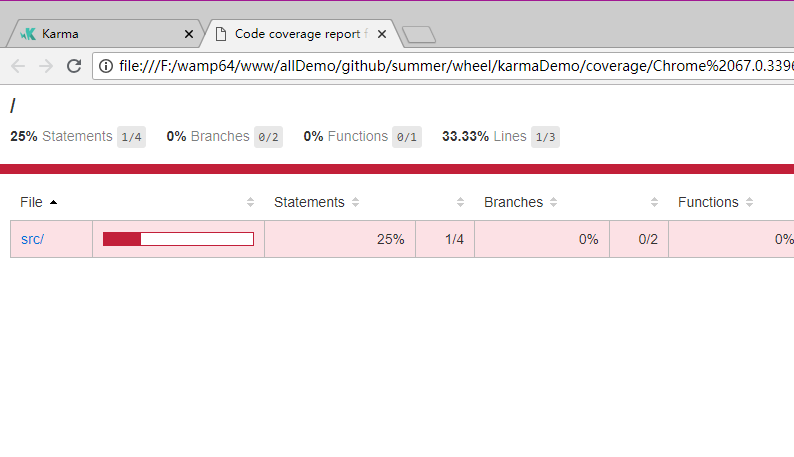 Karma
Code coverage report f
file:///F:/wamp64/www/allDemo/github/summer/wheel/karmaDemo/coverage/Chrome%2067.0.3396
/
25% Statements 1/4 0% Branches 0/2 0% Functions 0/1 33.33% Lines 1/3
File Statements Branches Functions
src/ 25% 1/4 0% 0/2 0%